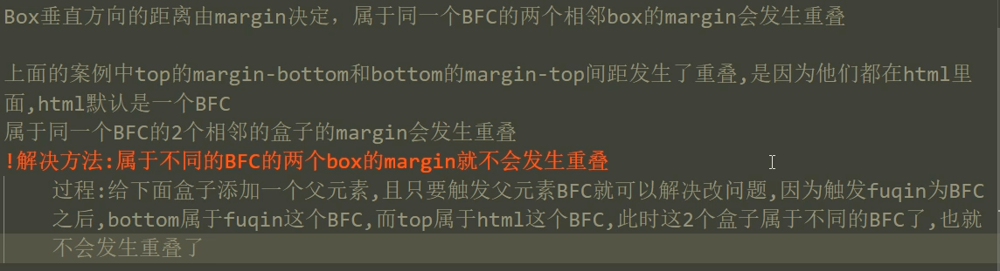 Box垂直方向的距离由margin决定，属于同一个BFC的两个相邻box的margin会发生重叠
上面的案例中top的margin-bottom和bottom的margin-top间距发生了重叠,是因为他们都在html里
面,html默认是一个BFC
属于同一个BFC的2个相邻的盒子的margin会发生重叠
!解决方法:属于不同的BFC的两个box的margin就不会发生重叠
过程:给下面盒子添加一个父元素,且只要触发父元素BFC就可以解决改问题,因为触发fuqin为BFC
之后,bottom属于fuqin这个BFC,而top属于html这个BFC,此时这2个盒子属于不同的BFC了,也就
不会发生重叠了